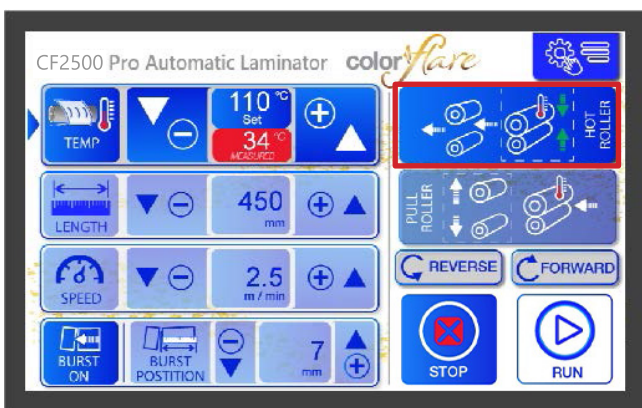 CF2500 Pro Automatic Laminator colorflare
TEMP
110 °C
Set
34 °C
MEASURED
HOT ROLLER
LENGTH
450
mm
PULL ROLLER
SPEED
2.5
m / min
REVERSE
FORWARD
BURST
ON
BURST
POSTITION
7
mm
STOP
RUN